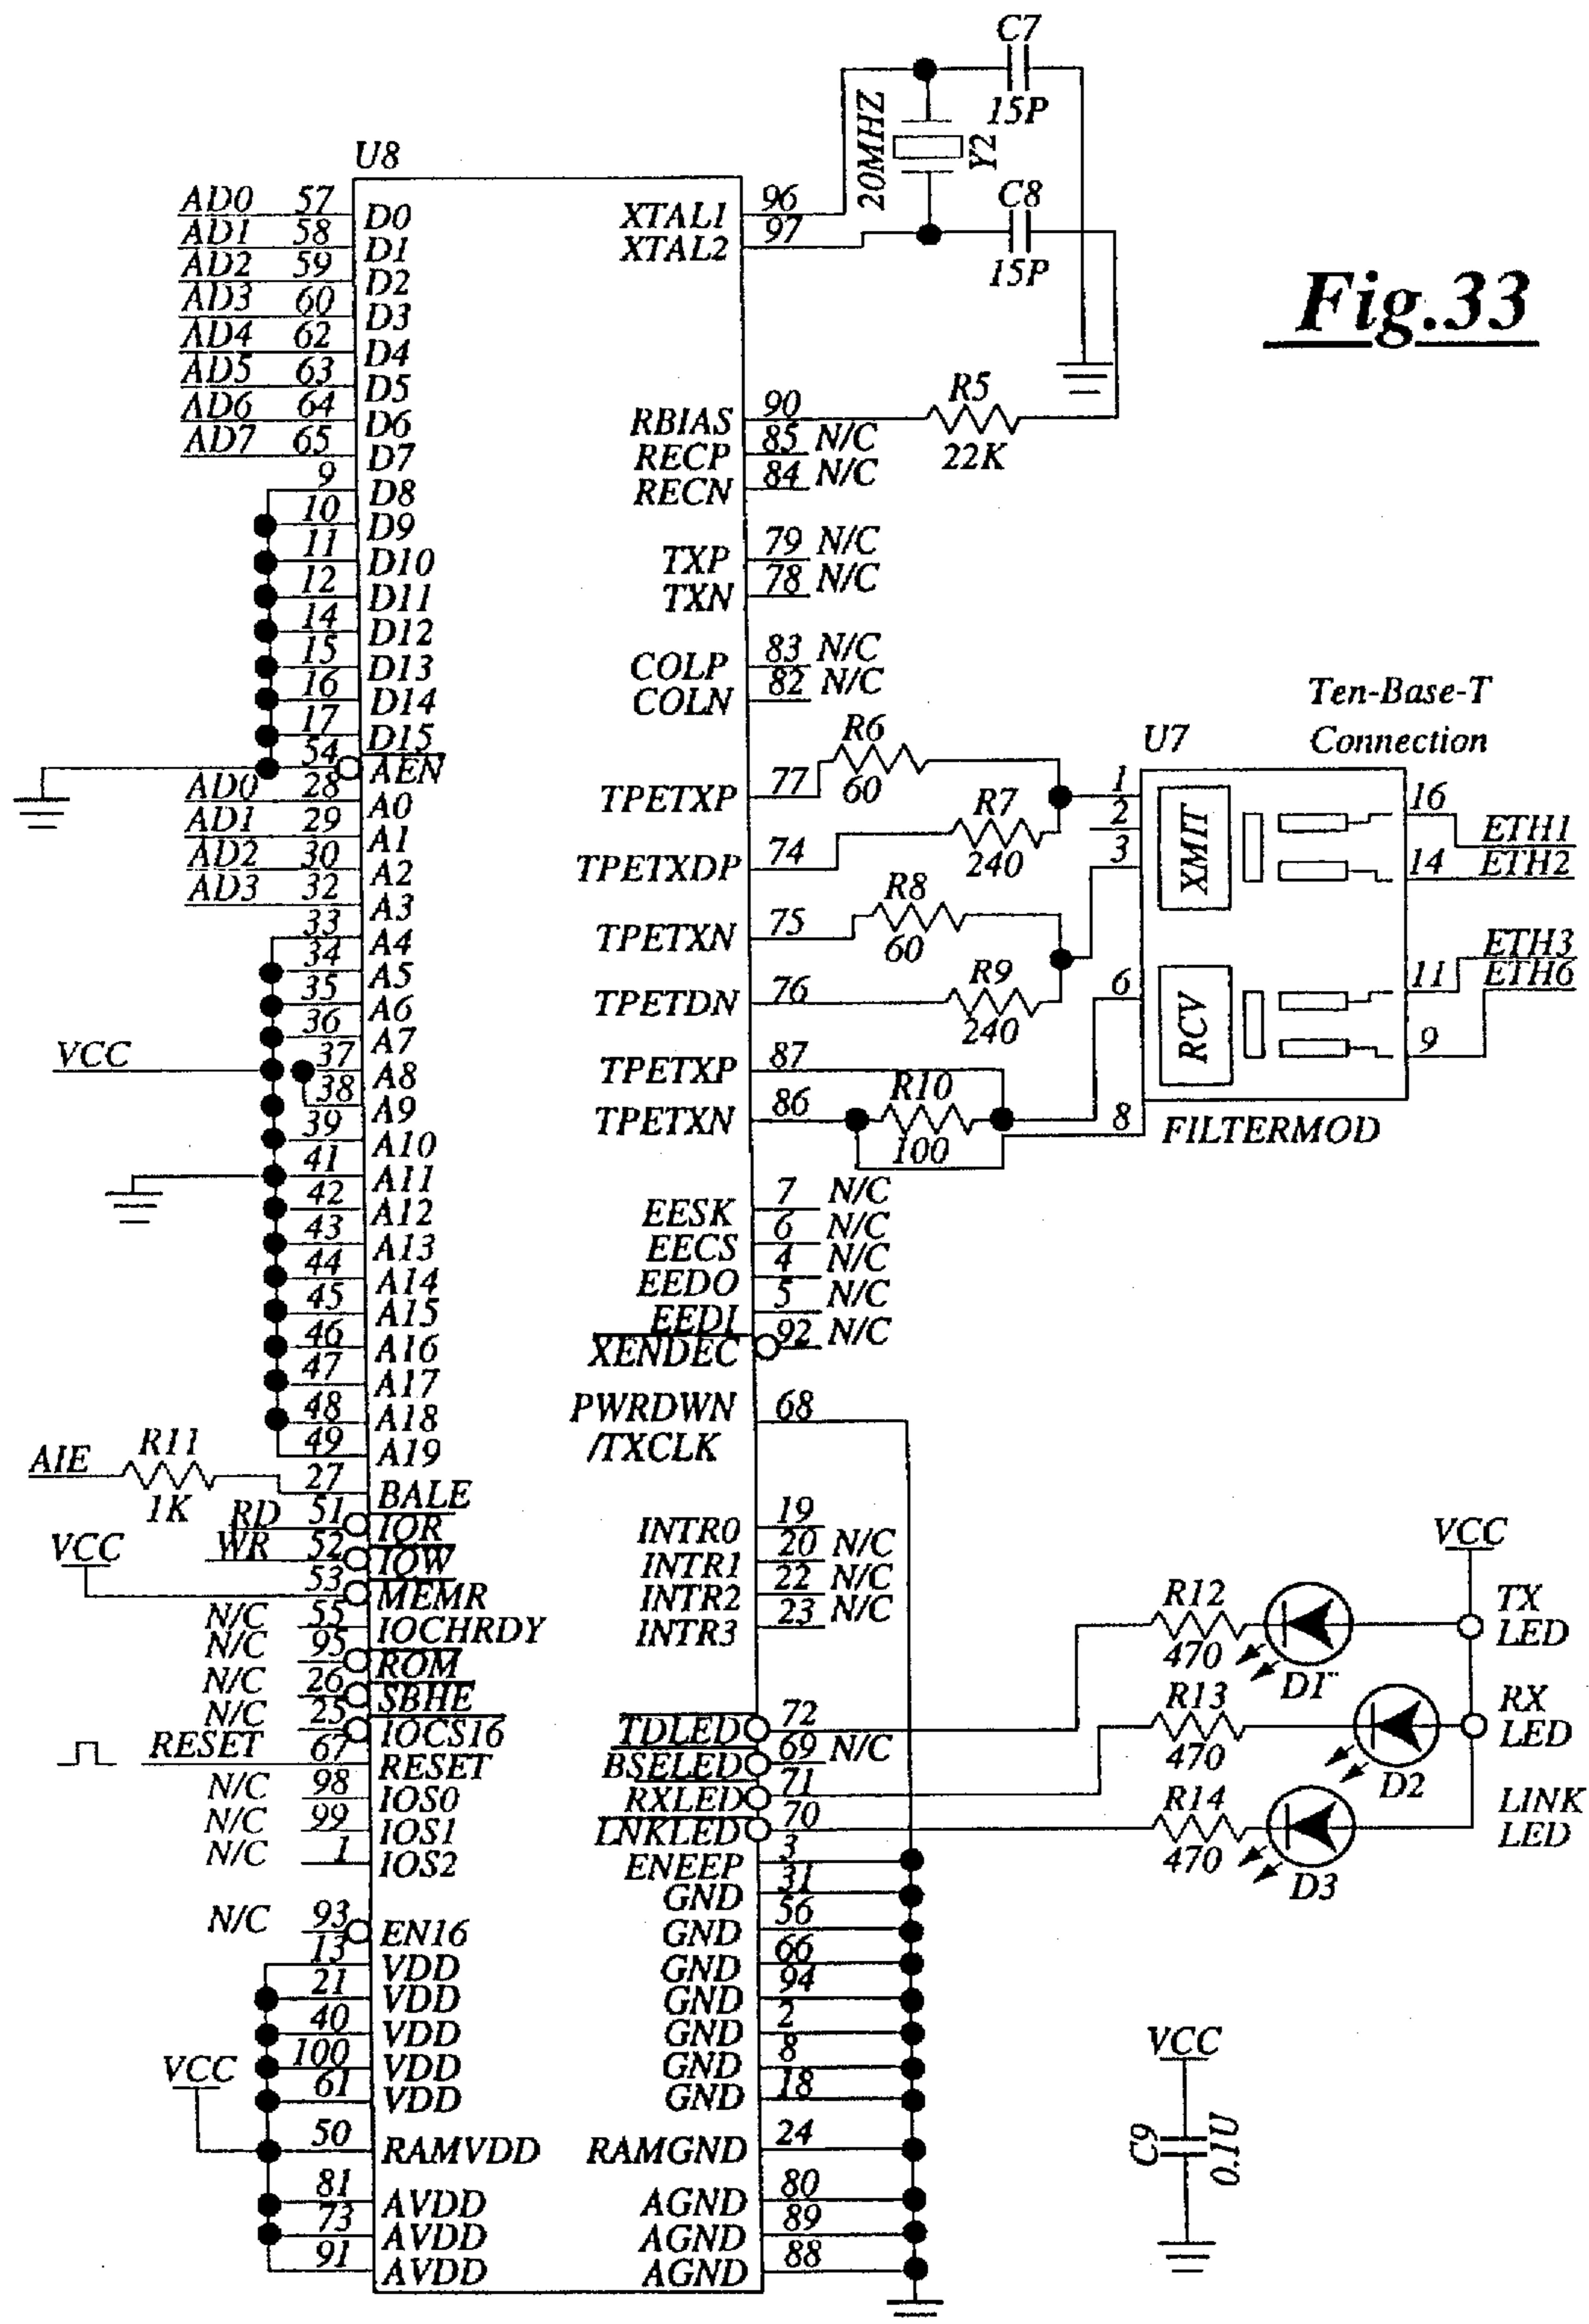 Fig.33
C7
15P
20MHZ
Y2
C8
15P
U8
AD0 57 D0
AD1 58 D1
AD2 59 D2
AD3 60 D3
AD4 62 D4
AD5 63 D5
AD6 64 D6
AD7 65 D7
9 D8
10 D9
11 D10
12 D11
14 D12
15 D13
16 D14
17 D15
54 AEN
AD0 28 A0
AD1 29 A1
AD2 30 A2
AD3 32 A3
33 A4
34 A5
35 A6
36 A7
VCC 37 A8
38 A9
39 A10
41 A11
42 A12
43 A13
44 A14
45 A15
46 A16
47 A17
48 A18
49 A19
AIE R11 1K 27 BALE
RD 51 IOR
WR 52 IOW
VCC 53 MEMR
N/C 55 IOCHRDY
N/C 95 ROM
N/C 26 SBHE
N/C 25 IOCS16
RESET 67 RESET
N/C 98 IOS0
N/C 99 IOS1
N/C 1 IOS2
N/C 93 EN16
13 VDD
21 VDD
40 VDD
100 VDD
61 VDD
VCC 50 RAMVDD
81 AVDD
73 AVDD
91 AVDD
XTAL1 96
XTAL2 97
RBIAS 90 R5 22K
RECP 85 N/C
RECN 84 N/C
TXP 79 N/C
TXN 78 N/C
COLP 83 N/C
COLN 82 N/C
TPETXP 77 R6 60
TPETXDP 74 R7 240
TPETXN 75 R8 60
TPETDN 76 R9 240
TPETXP 87
TPETXN 86 R10 100
EESK 7 N/C
EECS 6 N/C
EEDO 4 N/C
EEDI 5 N/C
XENDEC 92 N/C
PWRDWN 68
/TXCLK
INTR0 19
INTR1 20 N/C
INTR2 22 N/C
INTR3 23 N/C
TDLED 72
BSELED 69 N/C
RXLED 71
LNKLED 70
ENEEP 3
GND 31
GND 56
GND 66
GND 94
GND 2
GND 8
GND 18
RAMGND 24
AGND 80
AGND 89
AGND 88
Ten-Base-T
Connection
U7
1
2
3
6
8
XMIT
RCV
16 ETH1
14 ETH2
11 ETH3
9 ETH6
FILTERMOD
VCC
R12 470 D1 TX LED
R13 470 D2 RX LED
R14 470 D3 LINK LED
VCC
C9 0.1U